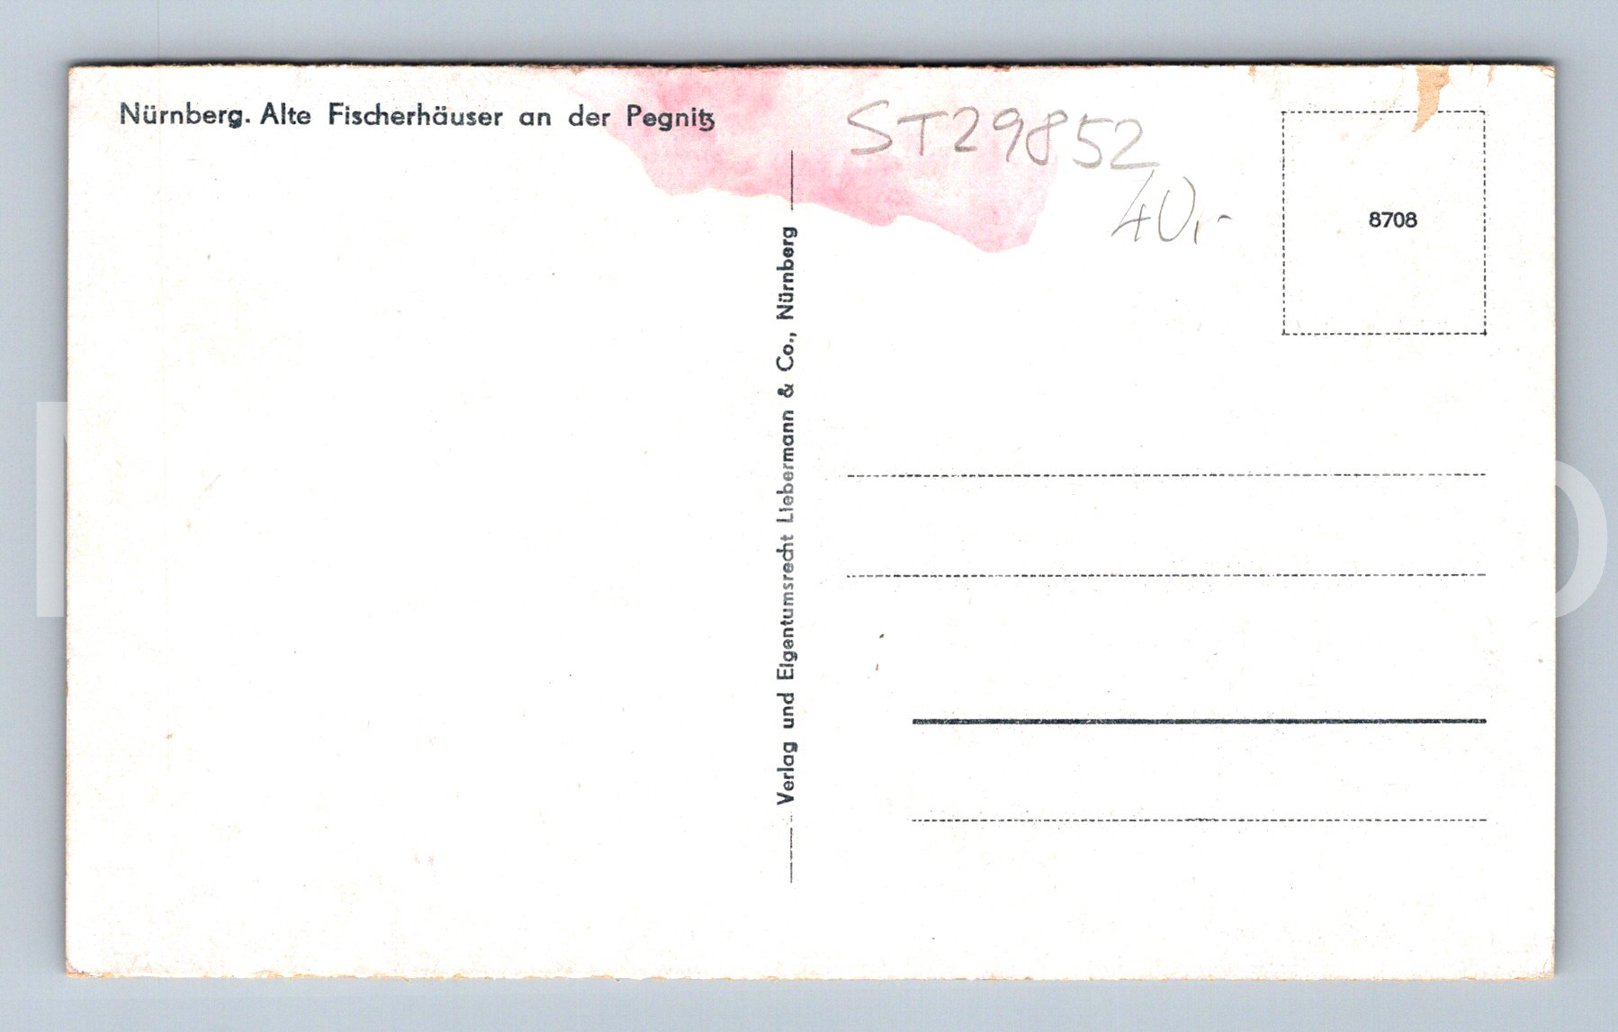 Nürnberg. Alte Fischerhäuser an der Pegnitz
ST29852
40,-
8708
Verlag und Eigentumsrecht Liebermann & Co., Nürnberg